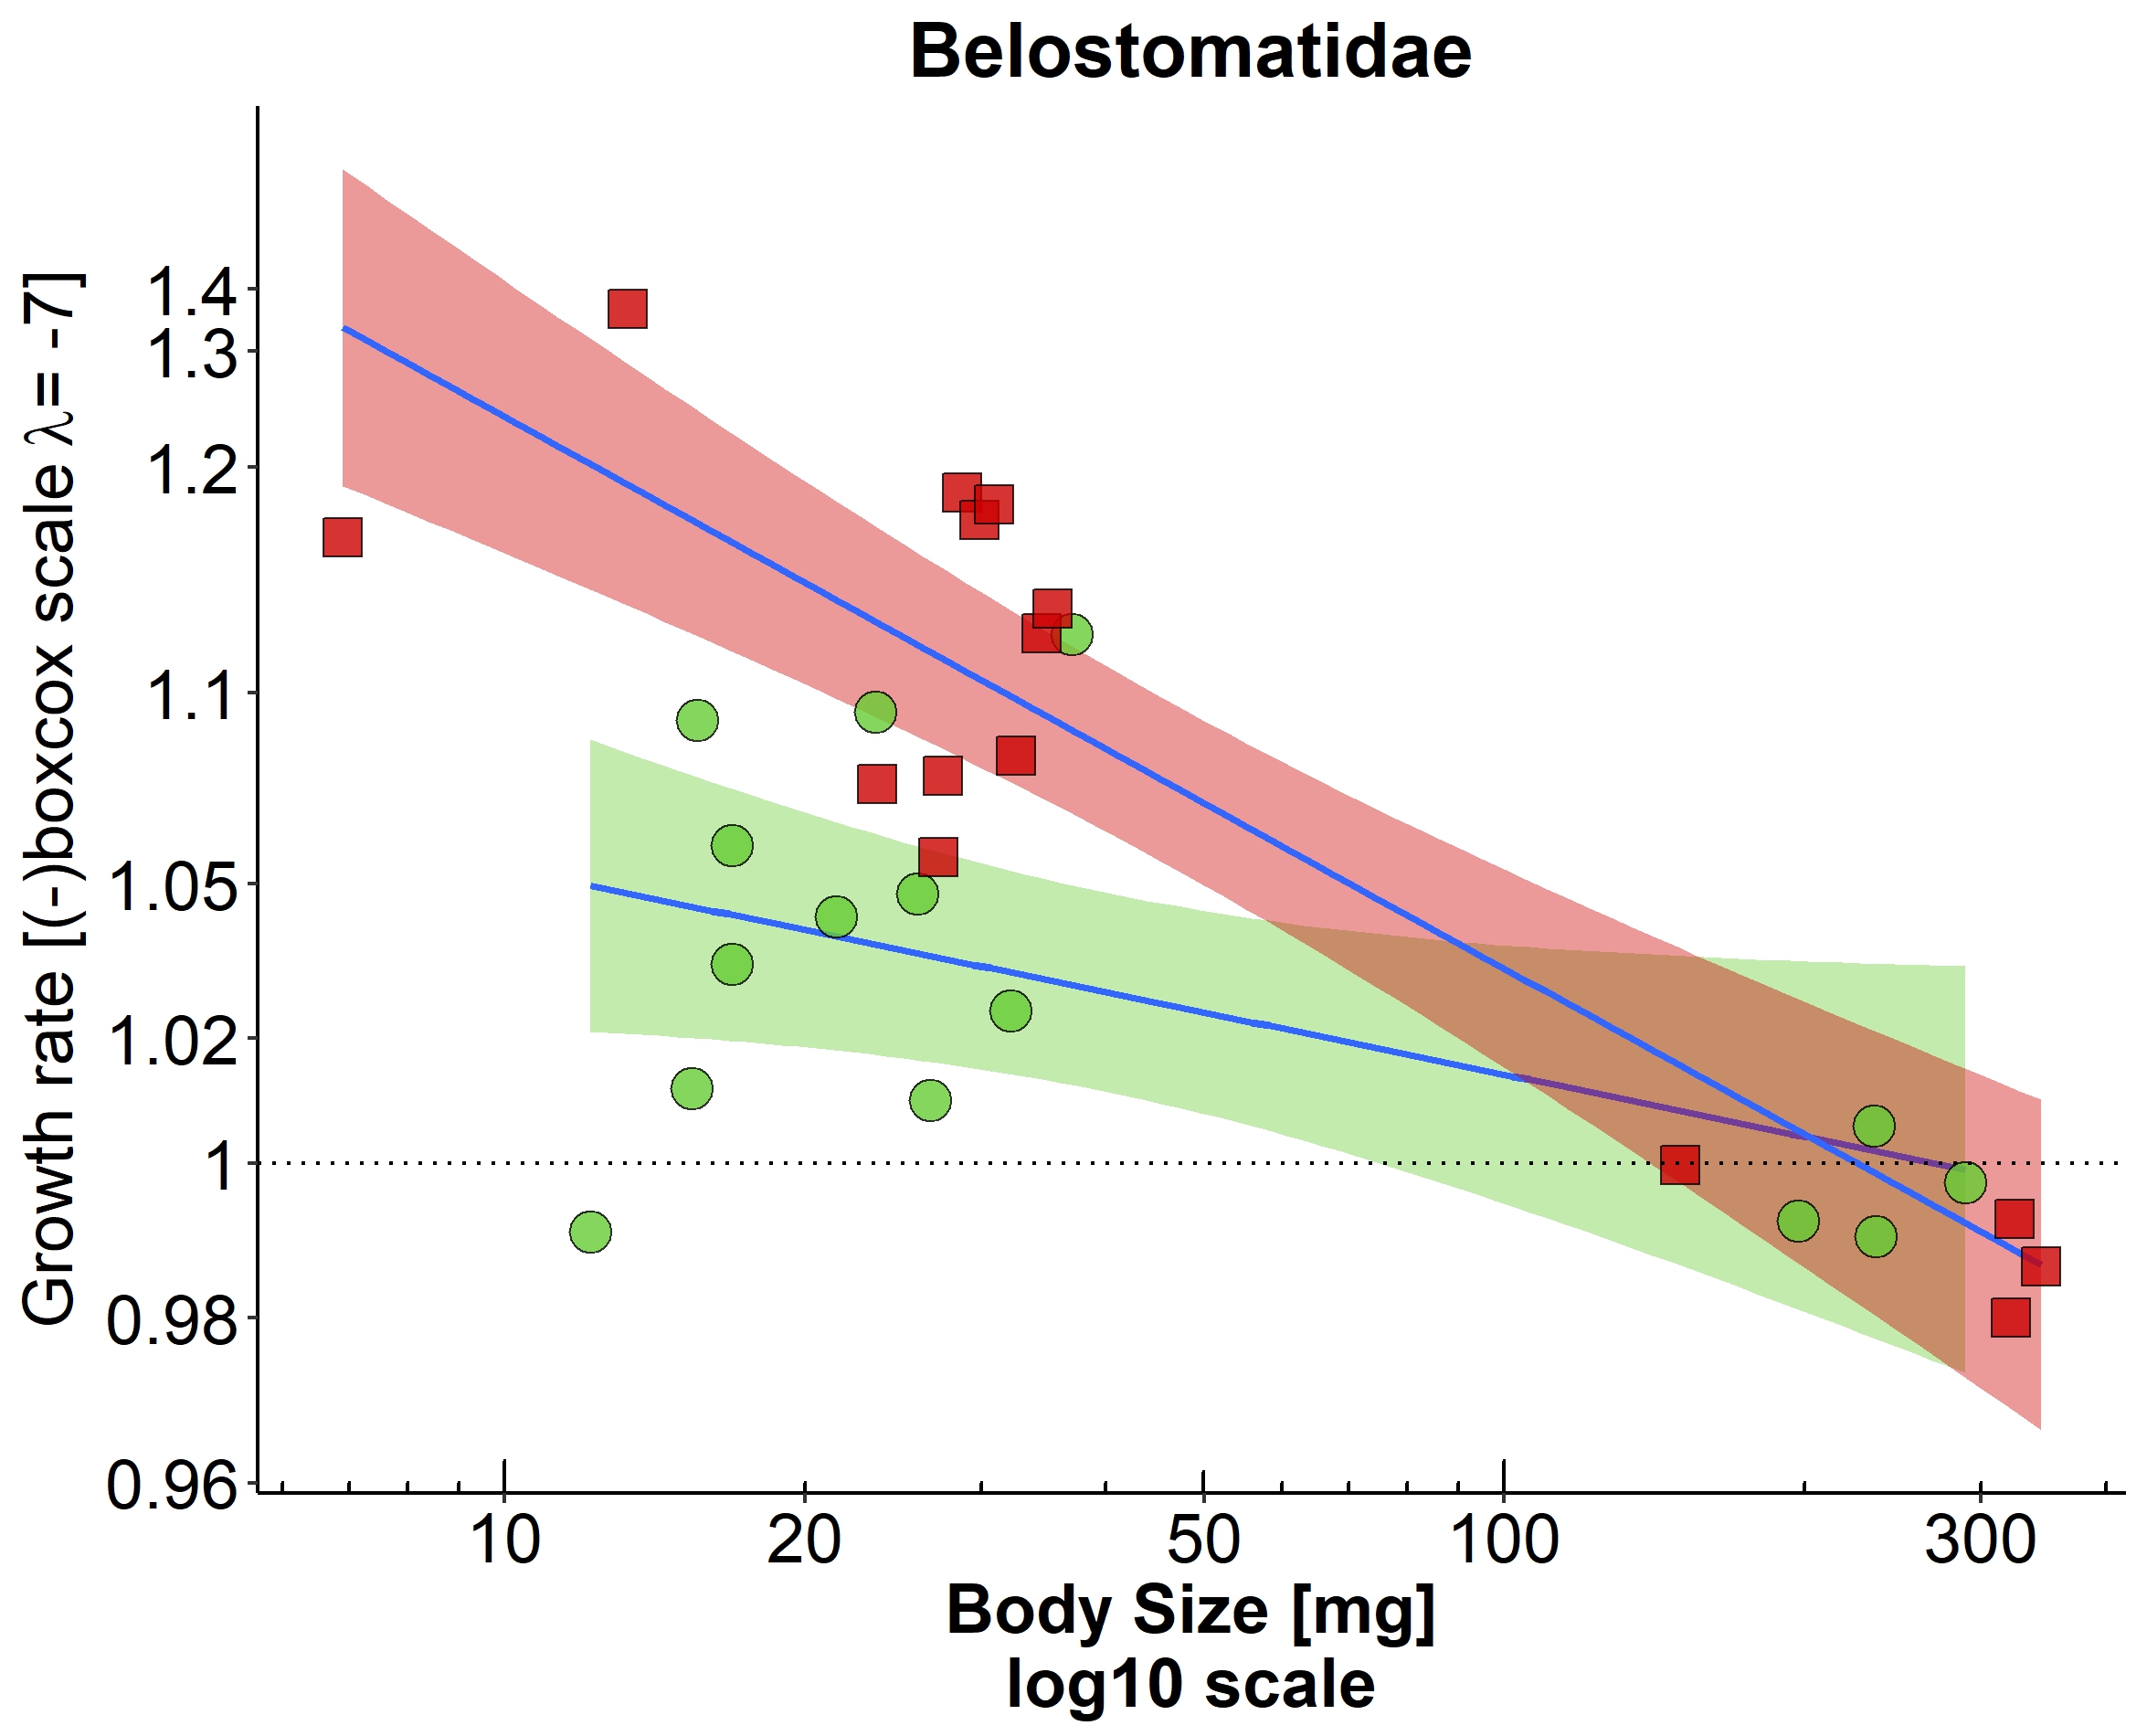 Belostomatidae
Growth rate [(-)boxcox scale λ= -7]
1.4
1.3
1.2
1.1
1.05
1.02
1
0.98
0.96
10 20 50 100 300
Body Size [mg]
log10 scale